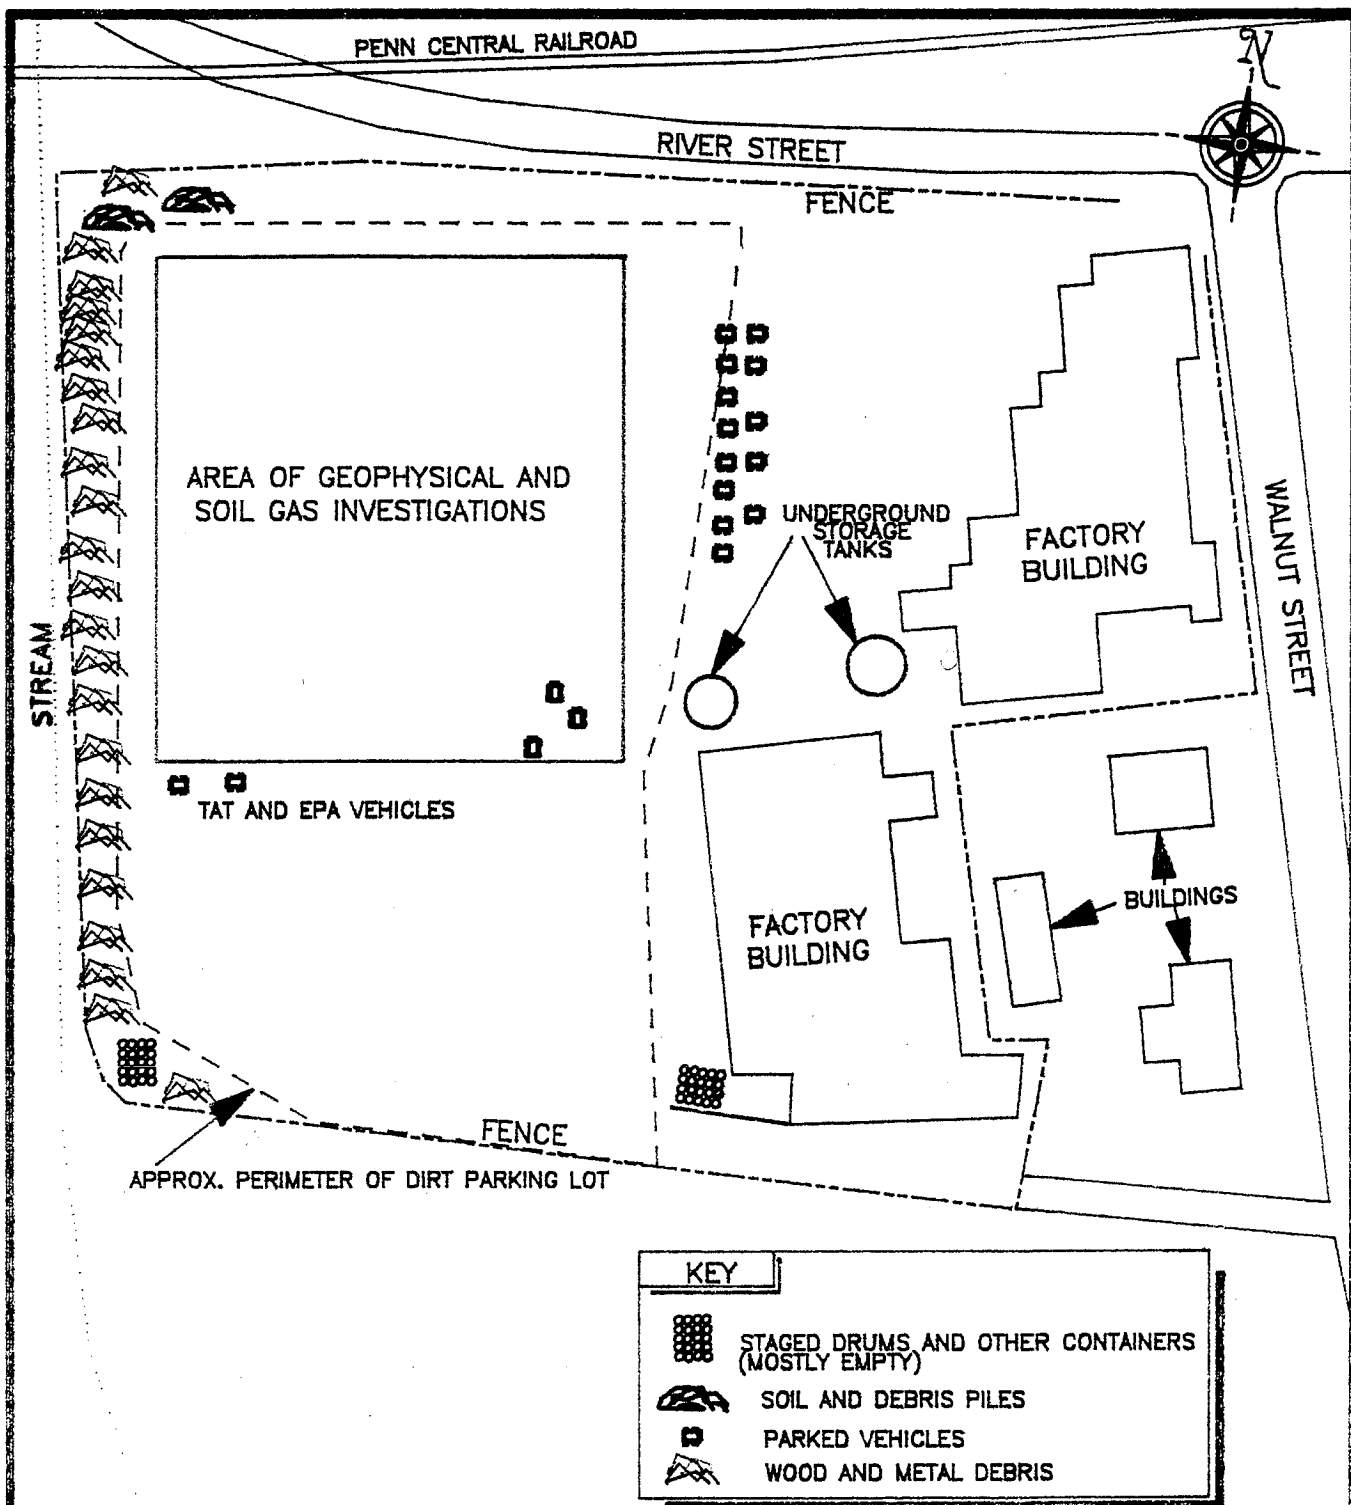 PENN CENTRAL RAILROAD
N
RIVER STREET
FENCE
AREA OF GEOPHYSICAL AND
SOIL GAS INVESTIGATIONS
UNDERGROUND
STORAGE
TANKS
FACTORY
BUILDING
WALNUT STREET
STREAM
TAT AND EPA VEHICLES
BUILDINGS
FACTORY
BUILDING
FENCE
APPROX. PERIMETER OF DIRT PARKING LOT
KEY
STAGED DRUMS AND OTHER CONTAINERS
(MOSTLY EMPTY)
SOIL AND DEBRIS PILES
PARKED VEHICLES
WOOD AND METAL DEBRIS